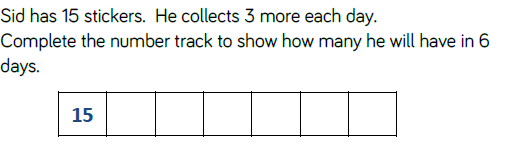 Sid has 15 stickers. He collects 3 more each day.
Complete the number track to show how many he will have in 6
days.
15